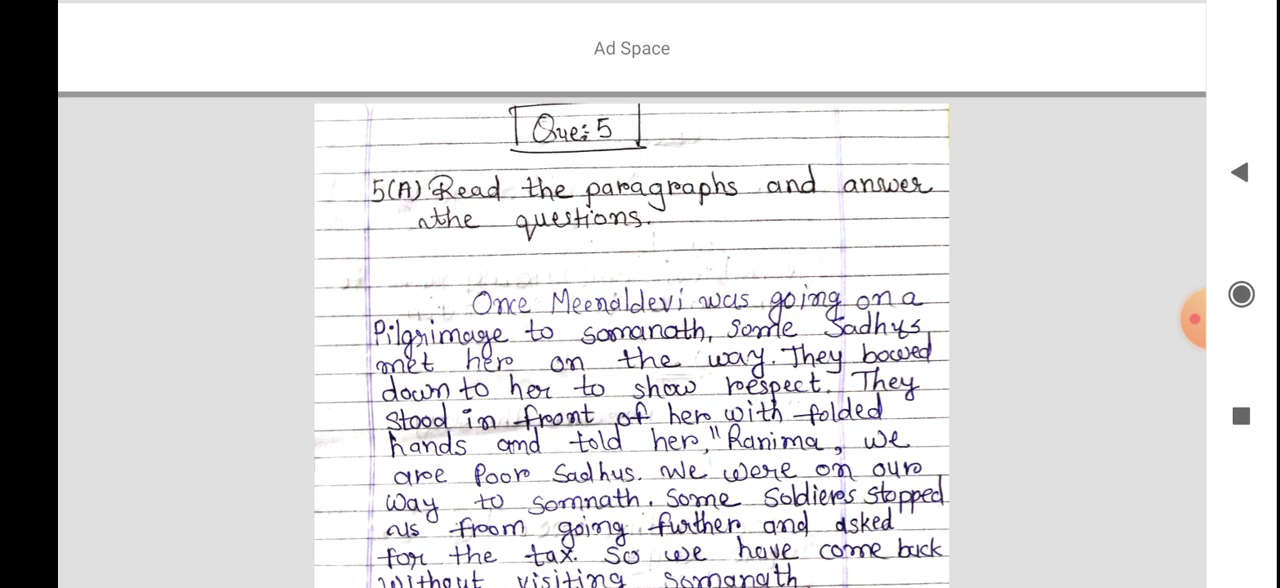 Ad Space
Que: 5
5(A) Read the paragraphs and answer
the questions.
Once Meenaldevi was going on a
Pilgrimage to somanath, Some Sadhus
met her on the way. They bowed
down to her to show respect. They
stood in front of her with folded
hands and told her, "Ranima, we
are poor Sadhus. We were on our
way to somnath. Some Soldiers stopped
us from going further and asked
for the tax. So we have come back
without visiting somanath